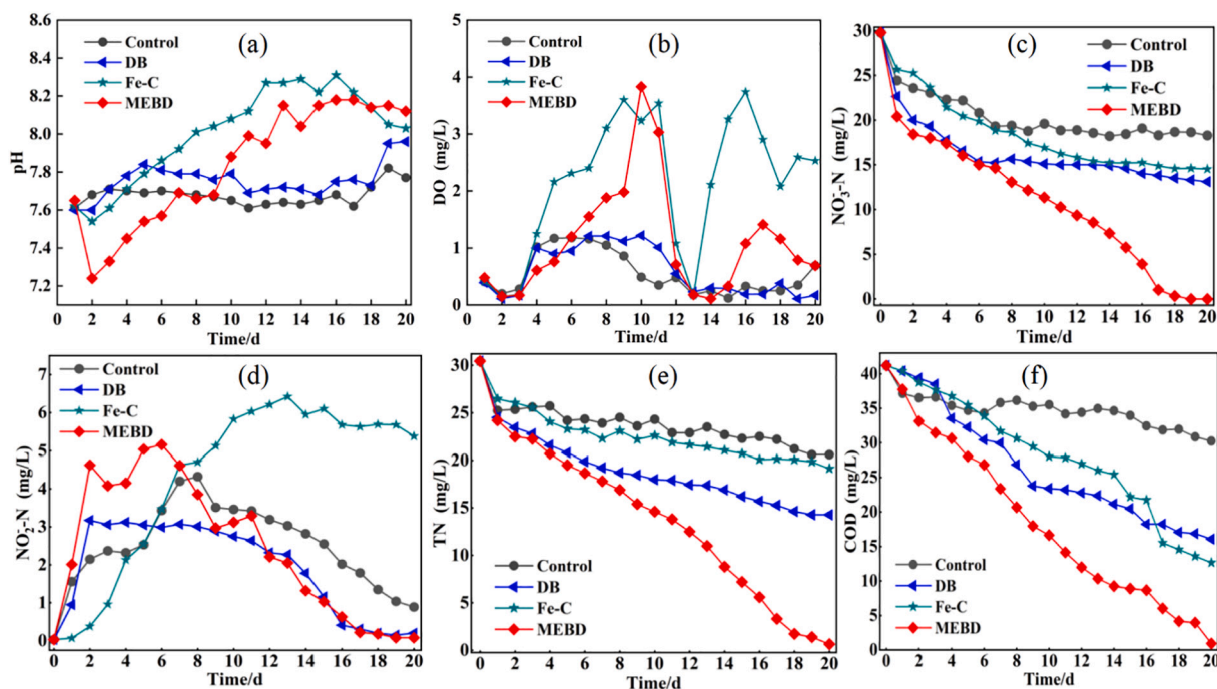 (a)
8.6
8.4
8.2
8.0
7.8
7.6
7.4
7.2
pH
Control
DB
Fe-C
MEBD
0 2 4 6 8 10 12 14 16 18 20
Time/d
(b)
5
4
3
2
1
0
DO (mg/L)
Control
DB
Fe-C
MEBD
0 2 4 6 8 10 12 14 16 18 20
Time/d
(c)
30
25
20
15
10
5
0
NO₃⁻-N (mg/L)
Control
DB
Fe-C
MEBD
0 2 4 6 8 10 12 14 16 18 20
Time/d
(d)
7
6
5
4
3
2
1
0
NO₂⁻-N (mg/L)
Control
DB
Fe-C
MEBD
0 2 4 6 8 10 12 14 16 18 20
Time/d
(e)
30
25
20
15
10
5
0
TN (mg/L)
Control
DB
Fe-C
MEBD
0 2 4 6 8 10 12 14 16 18 20
Time/d
(f)
40
35
30
25
20
15
10
5
0
COD (mg/L)
Control
DB
Fe-C
MEBD
0 2 4 6 8 10 12 14 16 18 20
Time/d